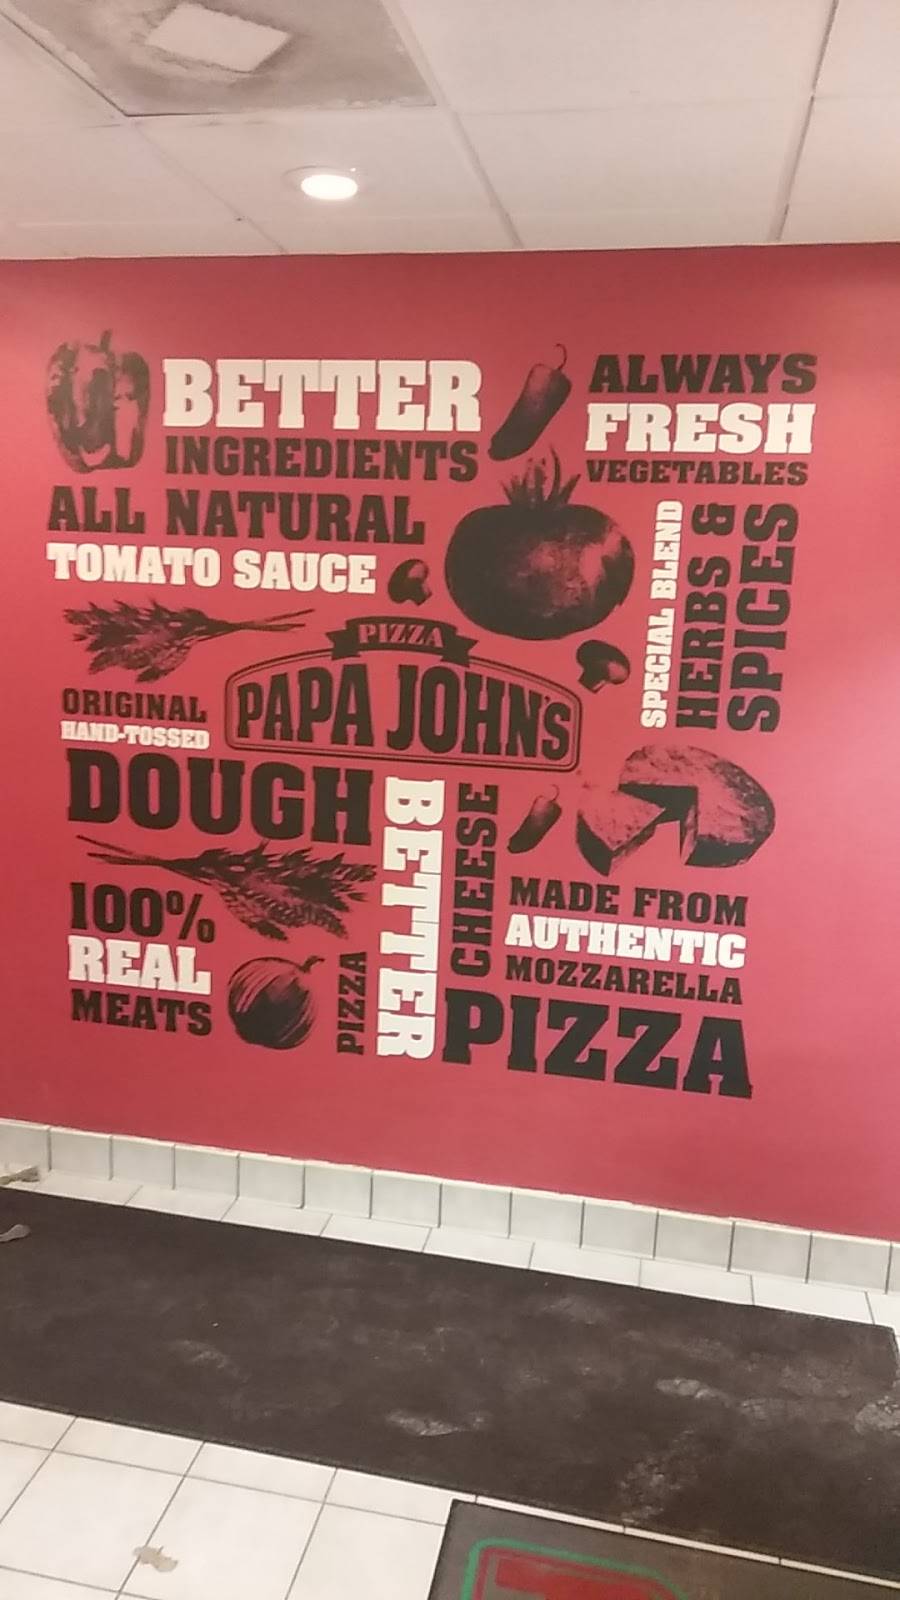 BETTER
INGREDIENTS
ALL NATURAL
TOMATO SAUCE
ALWAYS
FRESH
VEGETABLES
SPECIAL BLEND
HERBS &
SPICES
PIZZA
PAPA JOHN'S
ORIGINAL
HAND-TOSSED
DOUGH
100%
REAL
MEATS
PIZZA
BETTER
CHEESE
MADE FROM
AUTHENTIC
MOZZARELLA
PIZZA